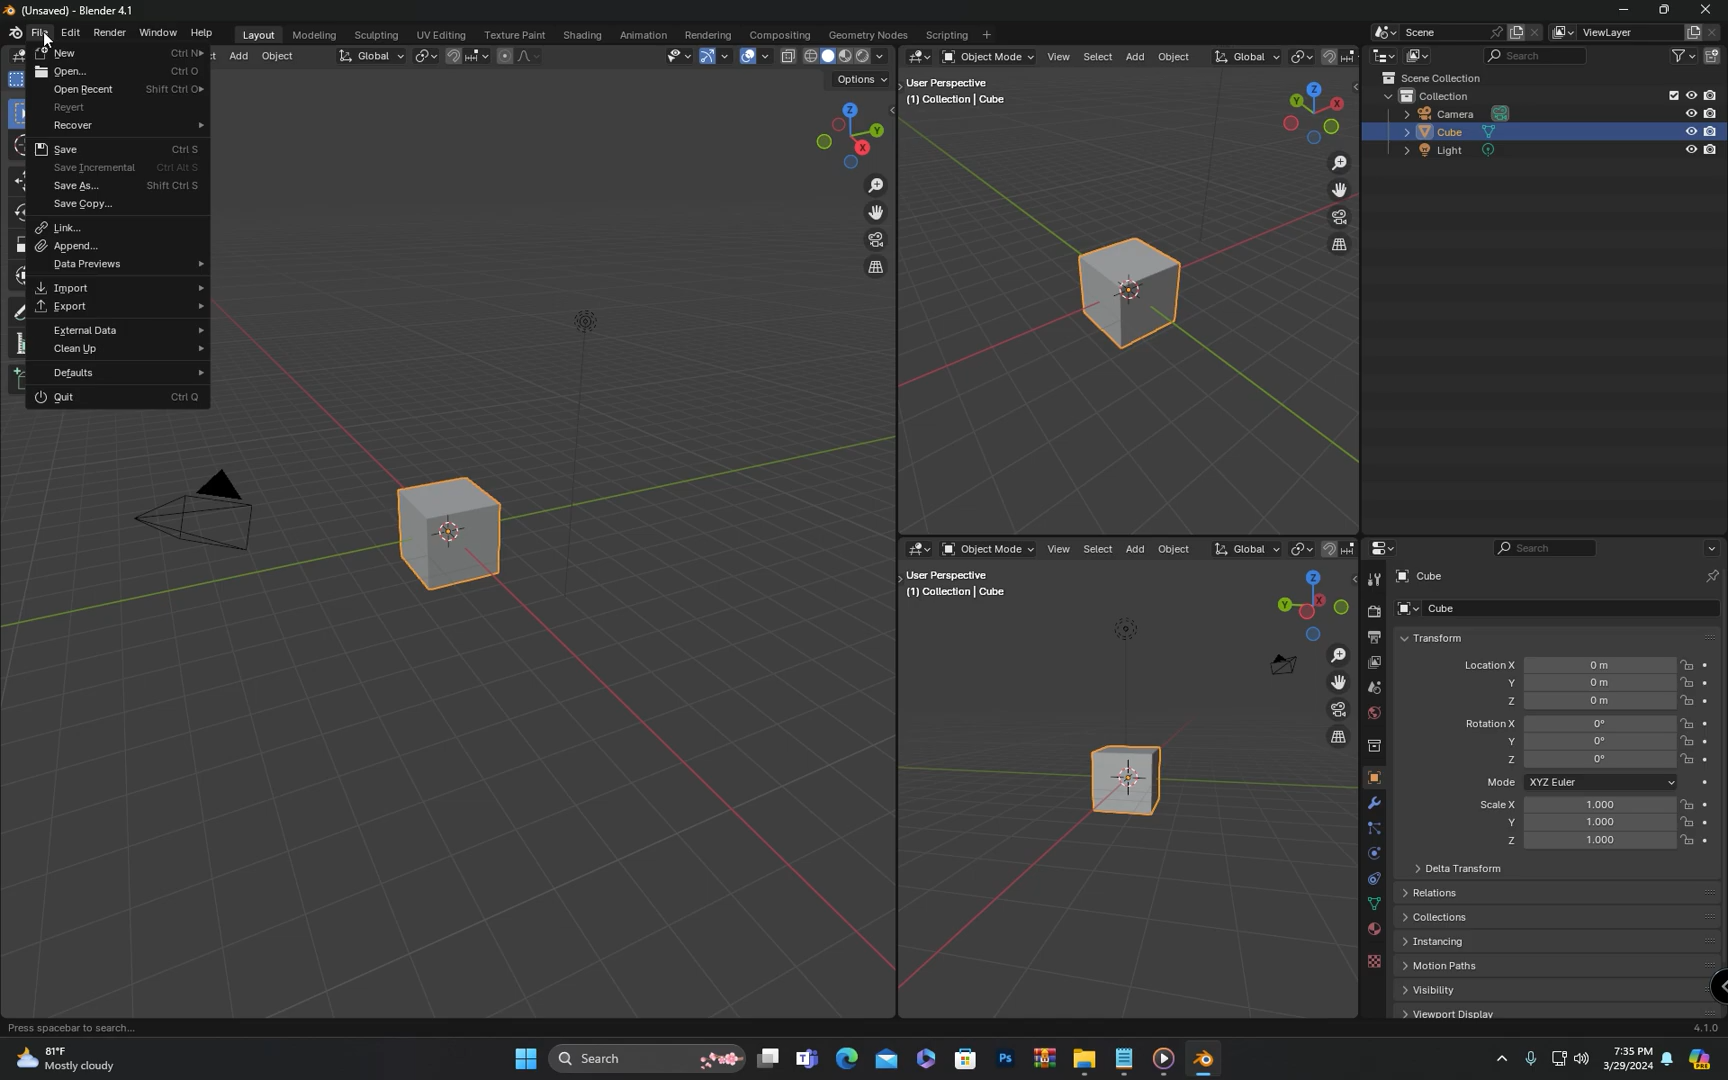 (Unsaved) - Blender 4.1
File Edit Render Window Help Layout Modeling Sculpting UV Editing Texture Paint Shading Animation Rendering Compositing Geometry Nodes Scripting + Scene ViewLayer
Add Object Global Object Mode View Select Add Object Global Search
Options
New Ctrl N
Open... Ctrl O
Open Recent Shift Ctrl O
Revert
Recover
Save Ctrl S
Save Incremental Ctrl Alt S
Save As... Shift Ctrl S
Save Copy...
Link...
Append...
Data Previews
Import
Export
External Data
Clean Up
Defaults
Quit Ctrl Q
Z
Y
X
User Perspective
(1) Collection | Cube
Z
Y X
Scene Collection
Collection
Camera
Cube
Light
Object Mode View Select Add Object Global
User Perspective
(1) Collection | Cube
Z
Y X
Search
Cube
Cube
Transform
Location X 0 m
Y 0 m
Z 0 m
Rotation X 0°
Y 0°
Z 0°
Mode XYZ Euler
Scale X 1.000
Y 1.000
Z 1.000
Delta Transform
Relations
Collections
Instancing
Motion Paths
Visibility
Viewport Display
Press spacebar to search...
4.1.0
81°F
Mostly cloudy
Search
Ps
PRE
7:35 PM
3/29/2024